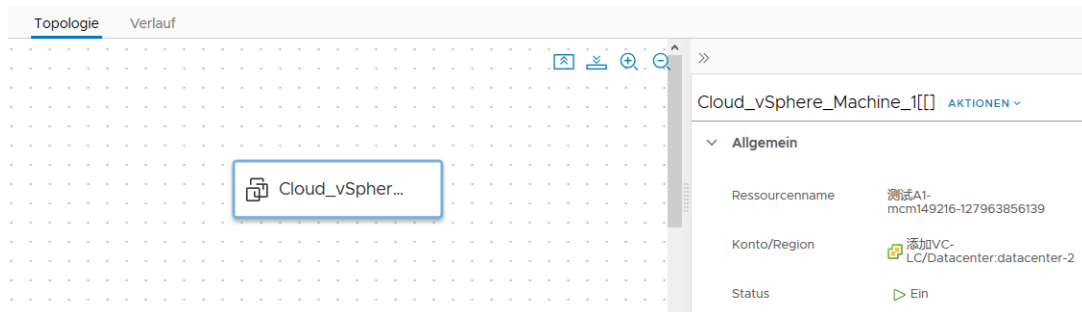 Topologie Verlauf
Cloud_vSphere_Machine_1[[] AKTIONEN
Allgemein
Cloud_vSpher...
Ressourcenname 测试A1-
mcm149216-127963856139
Konto/Region 添加VC-
LC/Datacenter:datacenter-2
Status Ein